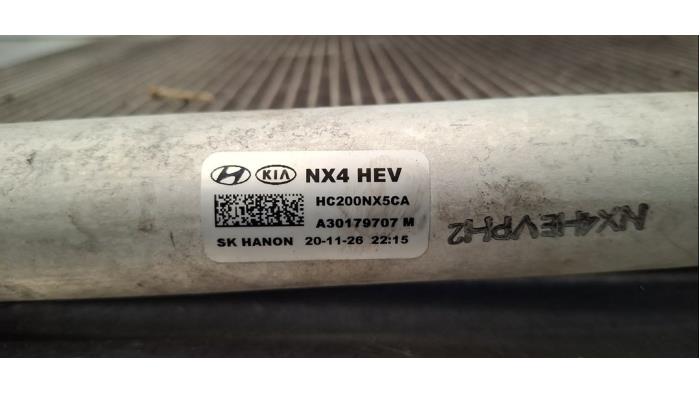 KIA NX4 HEV
HC200NX5CA
A30179707 M
SK HANON 20-11-26 22:15
NX4HEVPH2